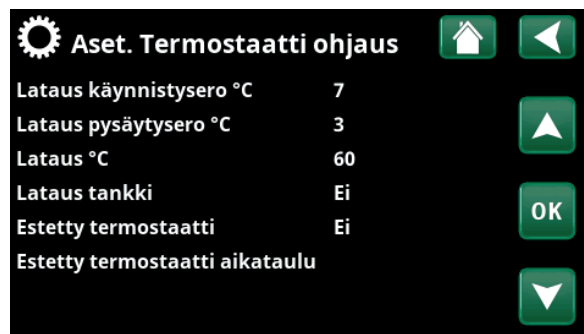 Aset. Termostaatti ohjaus
Lataus käynnistysero °C 7
Lataus pysäytysero °C 3
Lataus °C 60
Lataus tankki Ei
Estetty termostaatti Ei
Estetty termostaatti aikataulu
OK